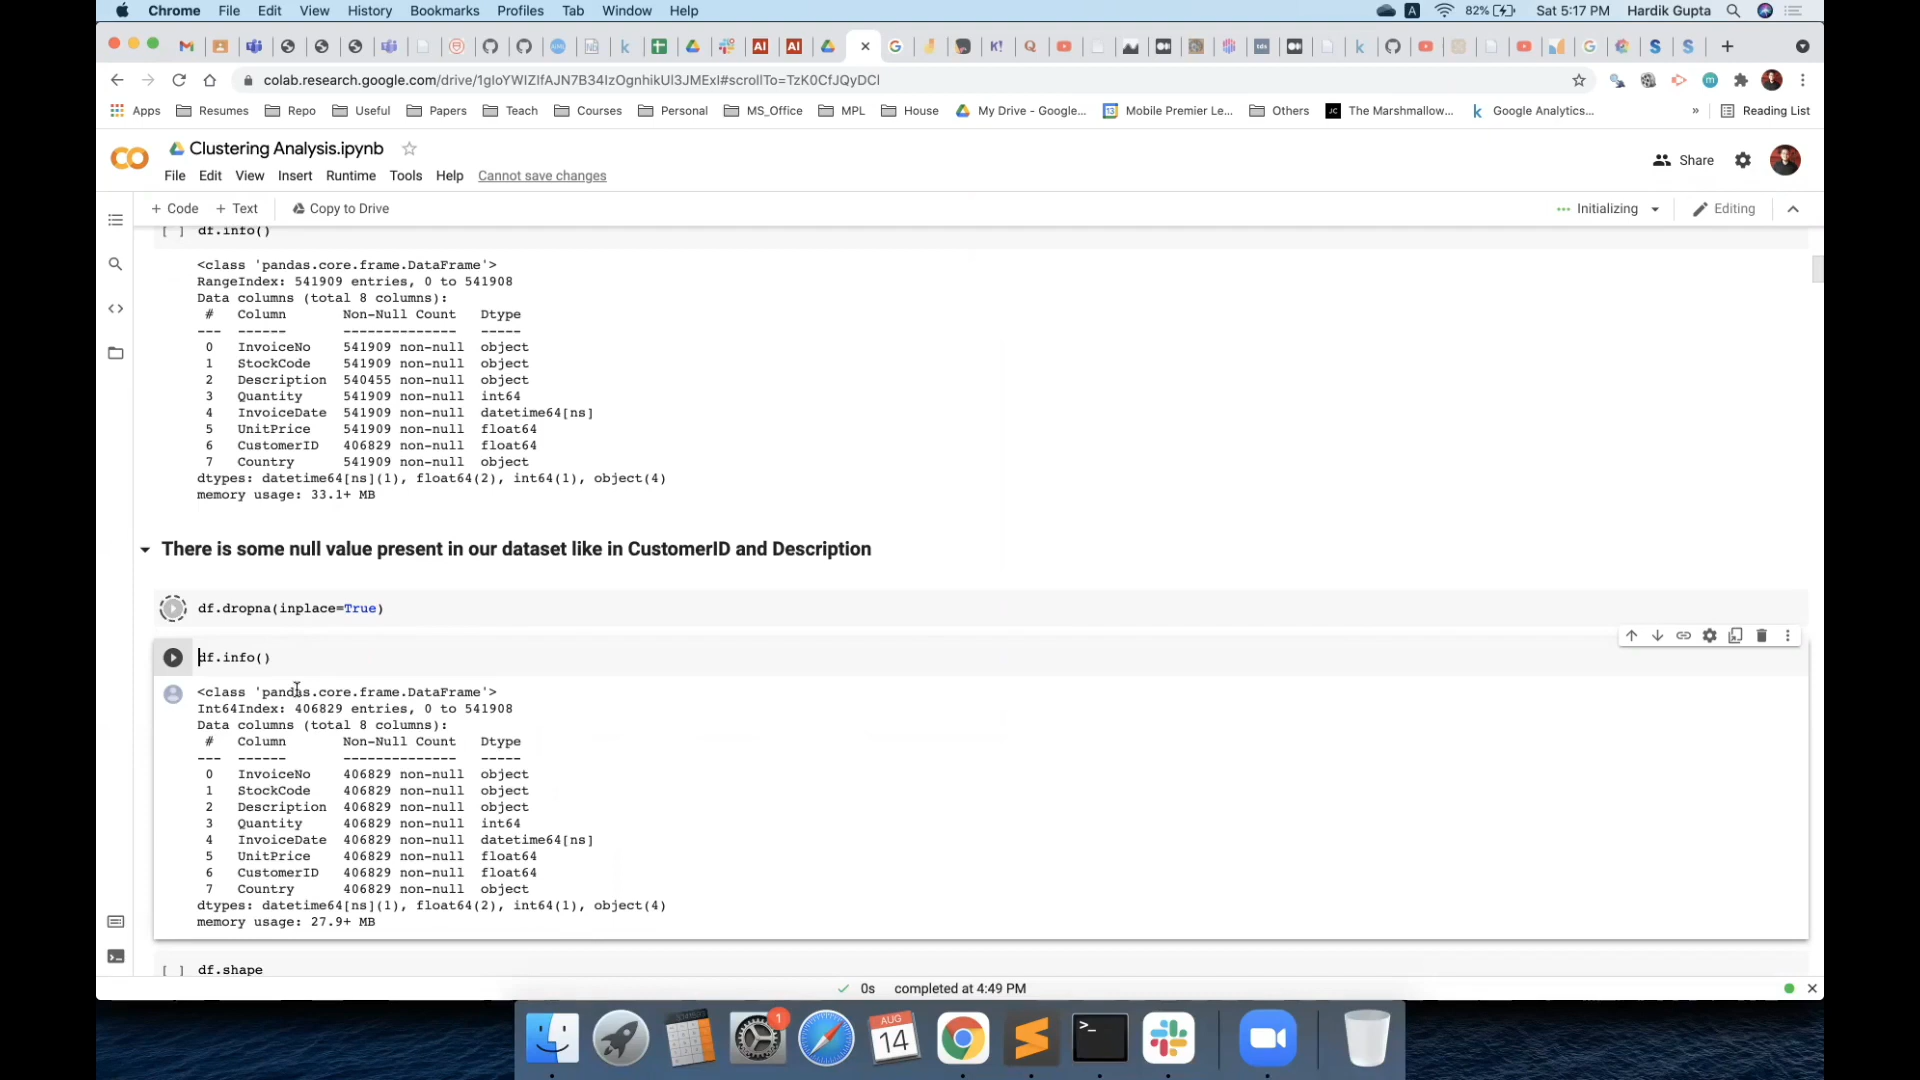 Chrome File Edit View History Bookmarks Profiles Tab Window Help A 82% Sat 5:17 PM Hardik Gupta
colab.research.google.com/drive/1gIoYWIZIfAJN7B34IzOgnhikUl3JMExI#scrollTo=TzK0CfJQyDCl
Apps Resumes Repo Useful Papers Teach Courses Personal MS_Office MPL House My Drive - Google... Mobile Premier Le... Others The Marshmallow... Google Analytics... » Reading List
Clustering Analysis.ipynb
Share
File Edit View Insert Runtime Tools Help Cannot save changes
+ Code + Text Copy to Drive Initializing Editing
[ ] df.info()
<class 'pandas.core.frame.DataFrame'>
RangeIndex: 541909 entries, 0 to 541908
Data columns (total 8 columns):
# Column Non-Null Count Dtype
--- ------ -------------- -----
0 InvoiceNo 541909 non-null object
1 StockCode 541909 non-null object
2 Description 540455 non-null object
3 Quantity 541909 non-null int64
4 InvoiceDate 541909 non-null datetime64[ns]
5 UnitPrice 541909 non-null float64
6 CustomerID 406829 non-null float64
7 Country 541909 non-null object
dtypes: datetime64[ns](1), float64(2), int64(1), object(4)
memory usage: 33.1+ MB
There is some null value present in our dataset like in CustomerID and Description
df.dropna(inplace=True)
df.info()
<class 'pandas.core.frame.DataFrame'>
Int64Index: 406829 entries, 0 to 541908
Data columns (total 8 columns):
# Column Non-Null Count Dtype
--- ------ -------------- -----
0 InvoiceNo 406829 non-null object
1 StockCode 406829 non-null object
2 Description 406829 non-null object
3 Quantity 406829 non-null int64
4 InvoiceDate 406829 non-null datetime64[ns]
5 UnitPrice 406829 non-null float64
6 CustomerID 406829 non-null float64
7 Country 406829 non-null object
dtypes: datetime64[ns](1), float64(2), int64(1), object(4)
memory usage: 27.9+ MB
[ ] df.shape
0s completed at 4:49 PM
1
AUG
14